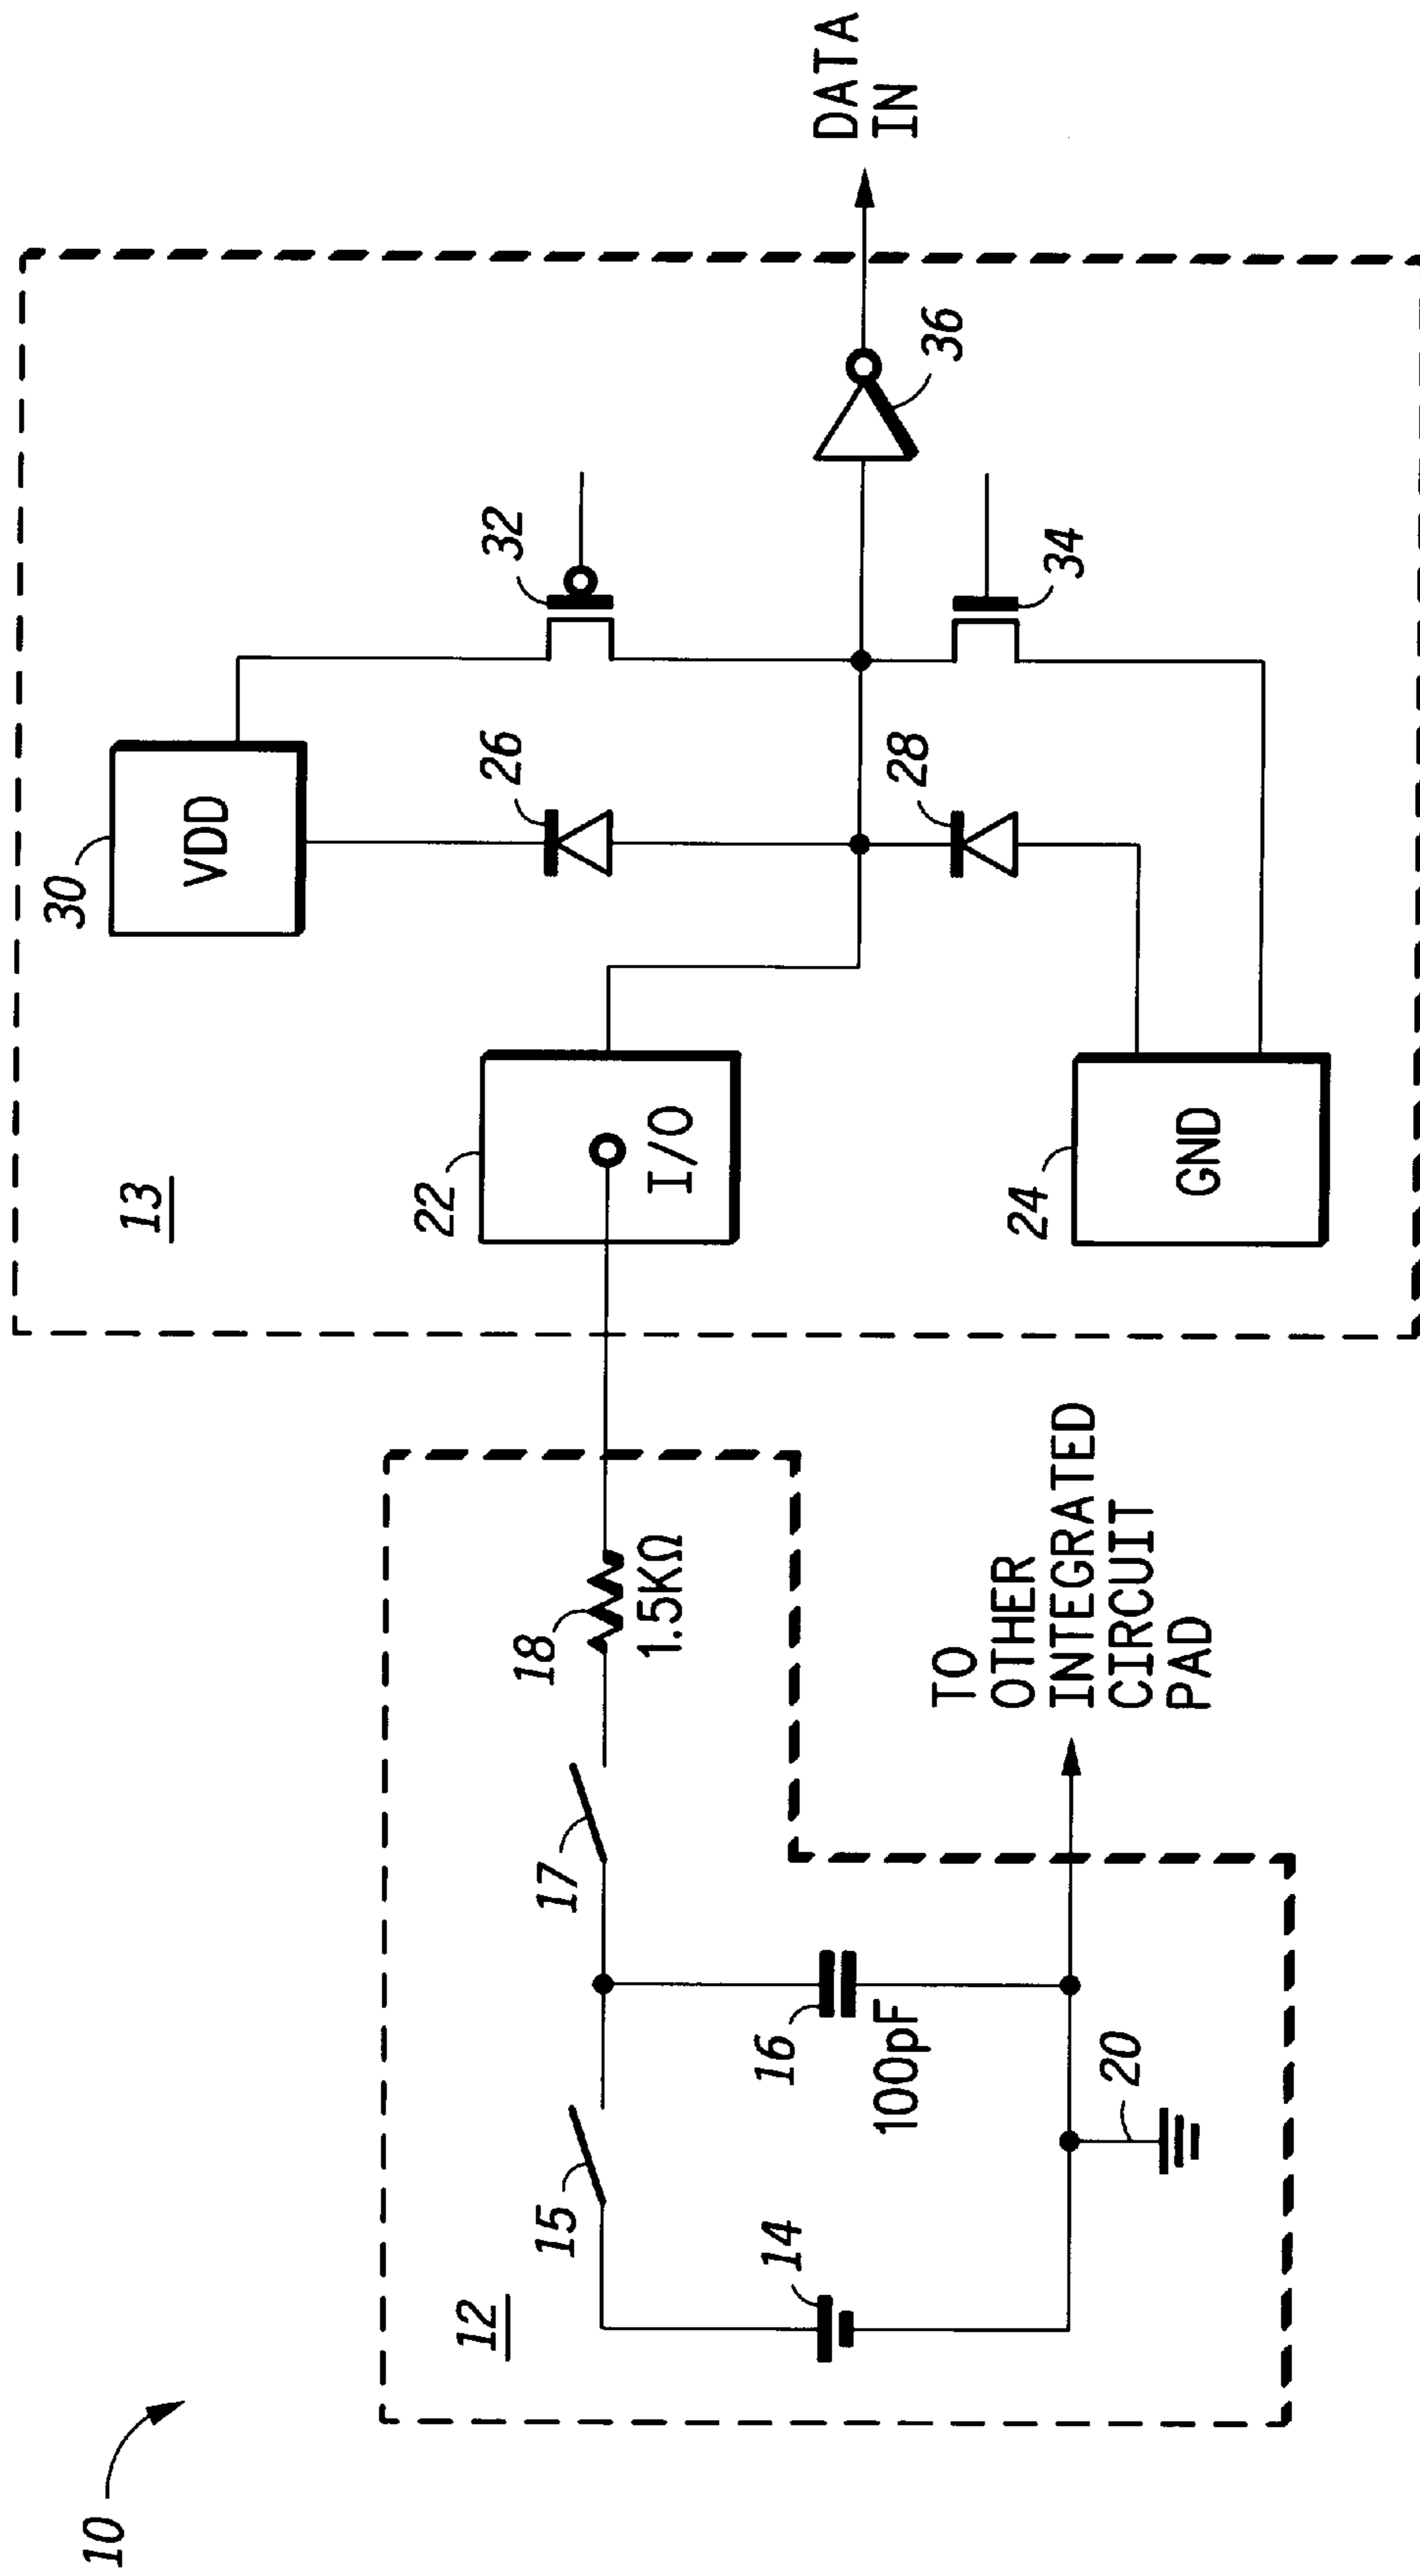 10
12
14
15
16
100pF
17
18
1.5KΩ
20
TO
OTHER
INTEGRATED
CIRCUIT
PAD
13
22
I/O
24
GND
30
VDD
26
28
32
34
36
DATA
IN